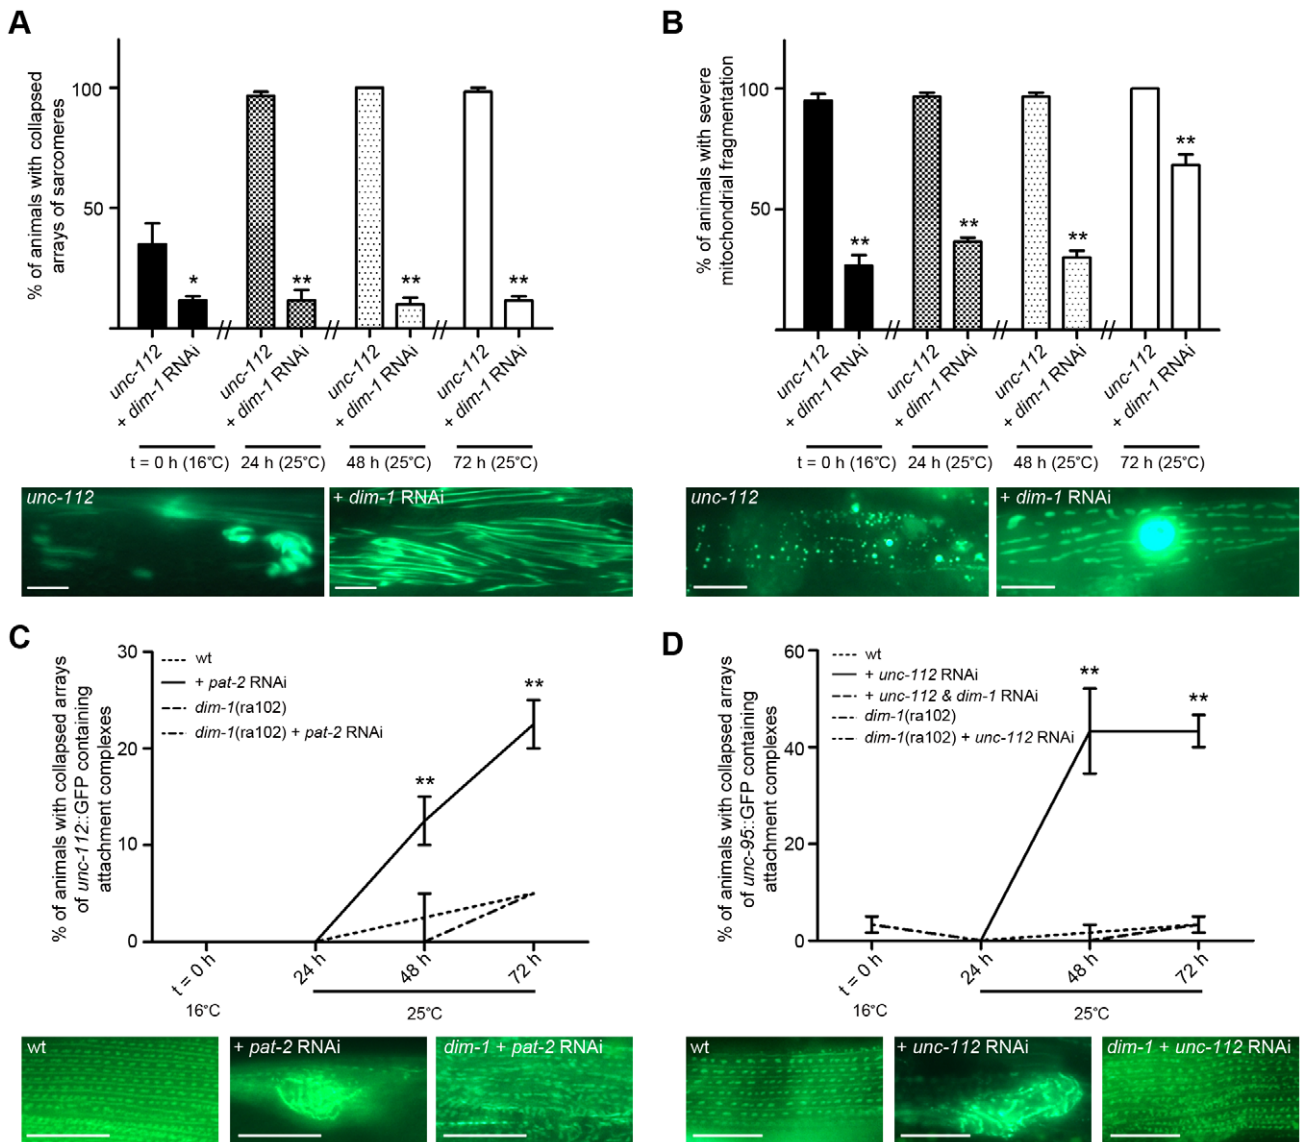 A
% of animals with collapsed
arrays of sarcomeres
100
50
*
**
**
**
unc-112
+ dim-1 RNAi
unc-112
+ dim-1 RNAi
unc-112
+ dim-1 RNAi
unc-112
+ dim-1 RNAi
t = 0 h (16°C)
24 h (25°C)
48 h (25°C)
72 h (25°C)
unc-112
+ dim-1 RNAi
B
% of animals with severe
mitochondrial fragmentation
100
50
**
**
**
**
unc-112
+ dim-1 RNAi
unc-112
+ dim-1 RNAi
unc-112
+ dim-1 RNAi
unc-112
+ dim-1 RNAi
t = 0 h (16°C)
24 h (25°C)
48 h (25°C)
72 h (25°C)
unc-112
+ dim-1 RNAi
C
% of animals with collapsed arrays
of unc-112::GFP containing
attachment complexes
30
20
10
0
wt
+ pat-2 RNAi
dim-1(ra102)
dim-1(ra102) + pat-2 RNAi
**
**
t = 0 h
24 h
48 h
72 h
16°C
25°C
wt
+ pat-2 RNAi
dim-1 + pat-2 RNAi
D
% of animals with collapsed arrays
of unc-95::GFP containing
attachment complexes
60
40
20
0
wt
+ unc-112 RNAi
+ unc-112 & dim-1 RNAi
dim-1(ra102)
dim-1(ra102) + unc-112 RNAi
**
**
t = 0 h
24 h
48 h
72 h
16°C
25°C
wt
+ unc-112 RNAi
dim-1 + unc-112 RNAi